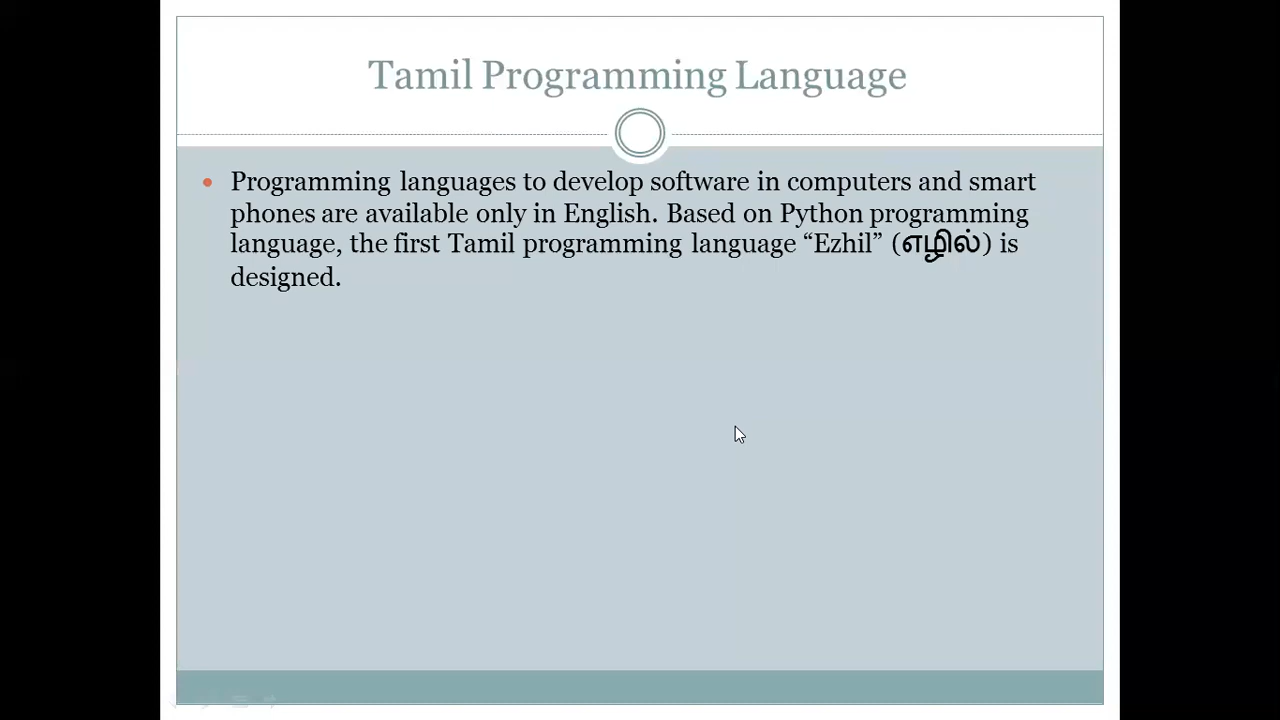 Tamil Programming Language
• Programming languages to develop software in computers and smart
phones are available only in English. Based on Python programming
language, the first Tamil programming language “Ezhil” (எழில்) is
designed.